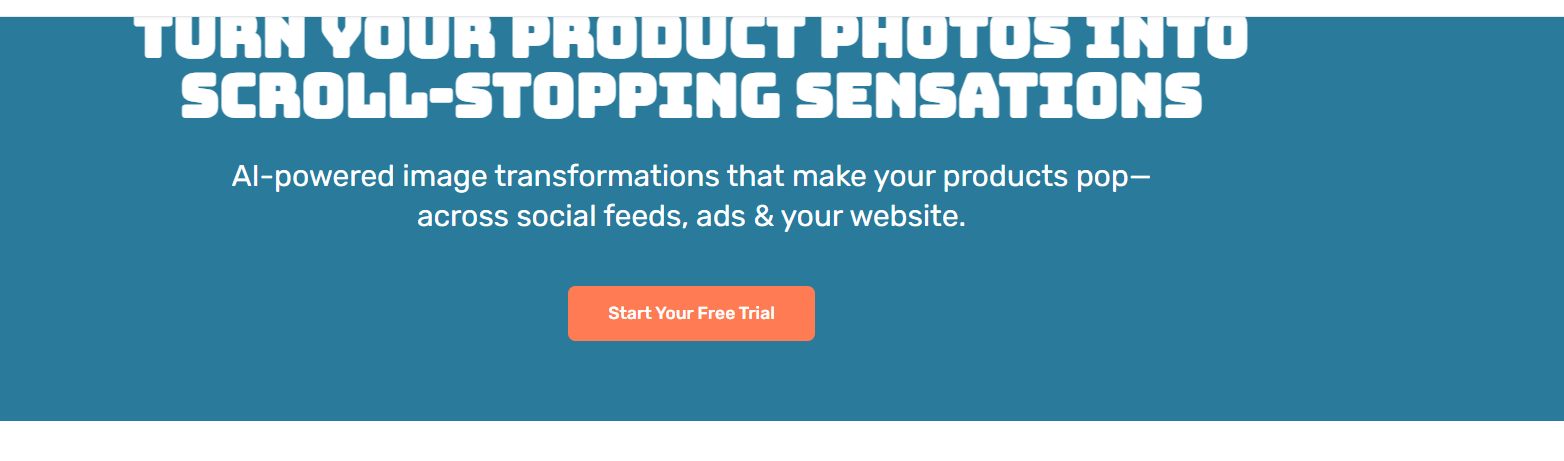 TURN YOUR PRODUCT PHOTOS INTO
SCROLL-STOPPING SENSATIONS
AI-powered image transformations that make your products pop—
across social feeds, ads & your website.
Start Your Free Trial